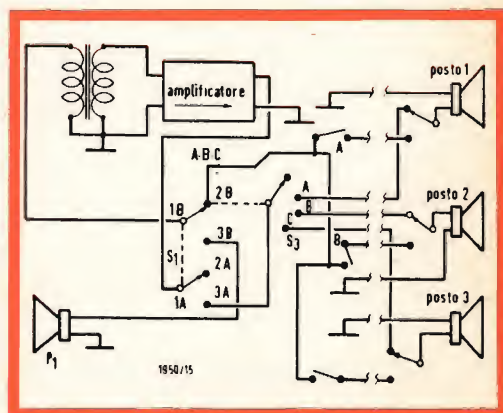 posto 1
amplificatore
A-B-C
A
1B
2B
A
B
C
S3
posto 2
3B
B
S1
2A
1A
3A
posto 3
P1
1950/15